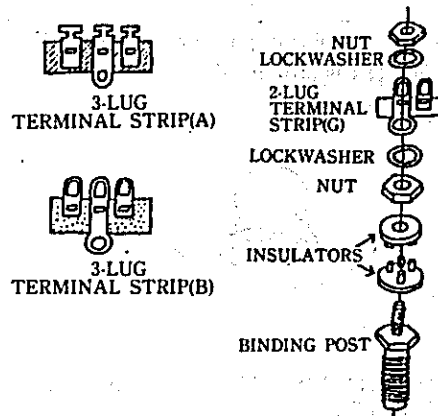 3-LUG
TERMINAL STRIP(A)
3-LUG
TERMINAL STRIP(B)
NUT
LOCKWASHER
2-LUG
TERMINAL
STRIP(G)
LOCKWASHER
NUT
INSULATORS
BINDING POST